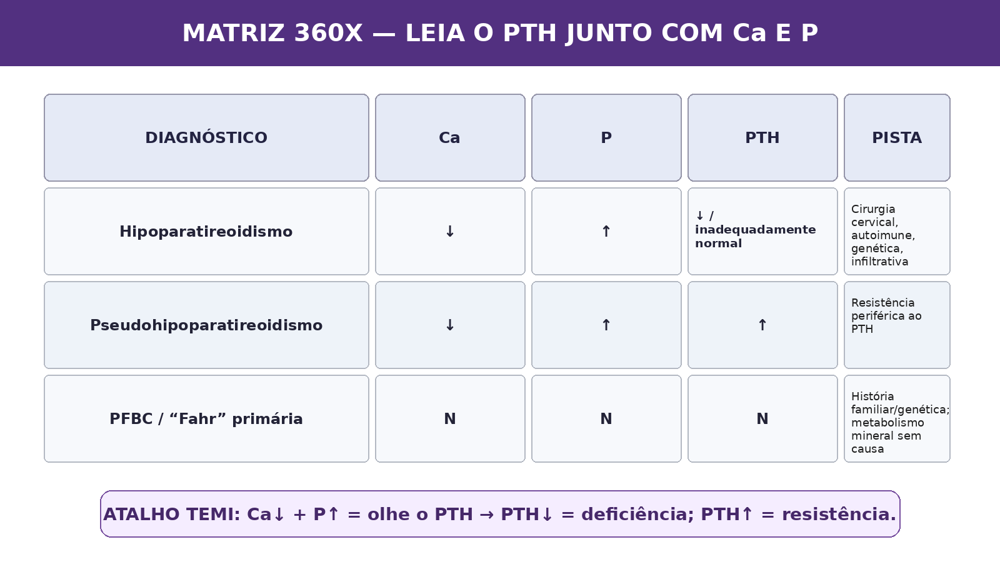 MATRIZ 360X — LEIA O PTH JUNTO COM Ca E P
DIAGNÓSTICO
Ca
P
PTH
PISTA
Hipoparatireoidismo
↓
↑
↓ /
inadequadamente
normal
Cirurgia
cervical,
autoimune,
genética,
infiltrativa
Pseudohipoparatireoidismo
↓
↑
↑
Resistência
periférica ao
PTH
PFBC / “Fahr” primária
N
N
N
História
familiar/genética;
metabolismo
mineral sem
causa
ATALHO TEMI: Ca↓ + P↑ = olhe o PTH → PTH↓ = deficiência; PTH↑ = resistência.